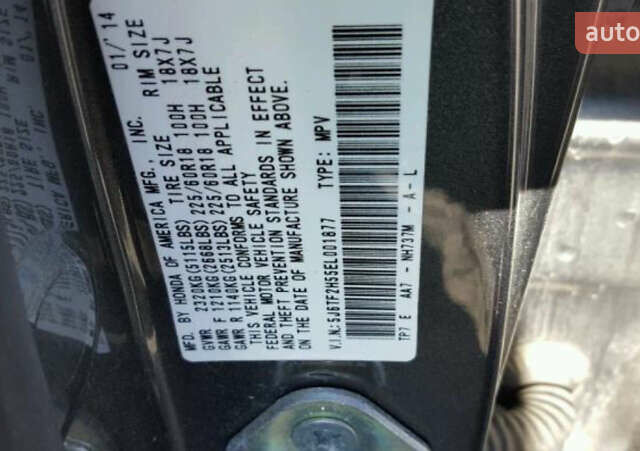 MFD. BY HONDA OF AMERICA MFG., INC. 01/'14
GVWR 2320KG(5115LBS) TIRE SIZE RIM SIZE
GAWR F 1210KG(2668LBS)225/60R18 100H 18X7J
GAWR R 1140KG(2513LBS)225/60R18 100H 18X7J
THIS VEHICLE CONFORMS TO ALL APPLICABLE
FEDERAL MOTOR VEHICLE SAFETY
AND THEFT PREVENTION STANDARDS IN EFFECT
ON THE DATE OF MANUFACTURE SHOWN ABOVE.
V.I.N.:5J6TF2H55EL071877 TYPE: MPV
TP7 E AA7 - NH737M - A - L
auto